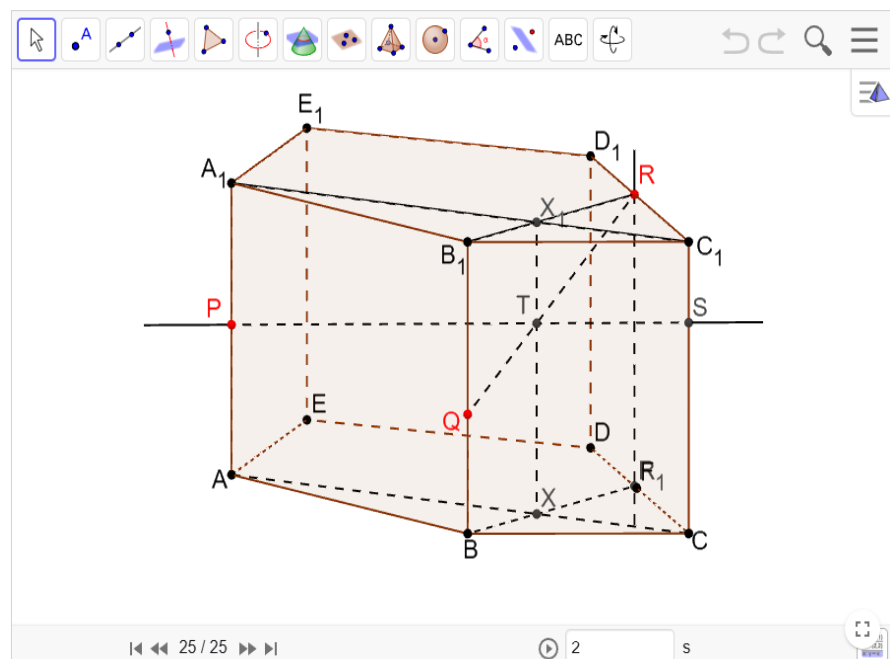 A ABC
E₁
D₁
A₁ R
X₁
B₁ C₁
P T S
E Q D
A X R₁
B C
25 / 25 2 s